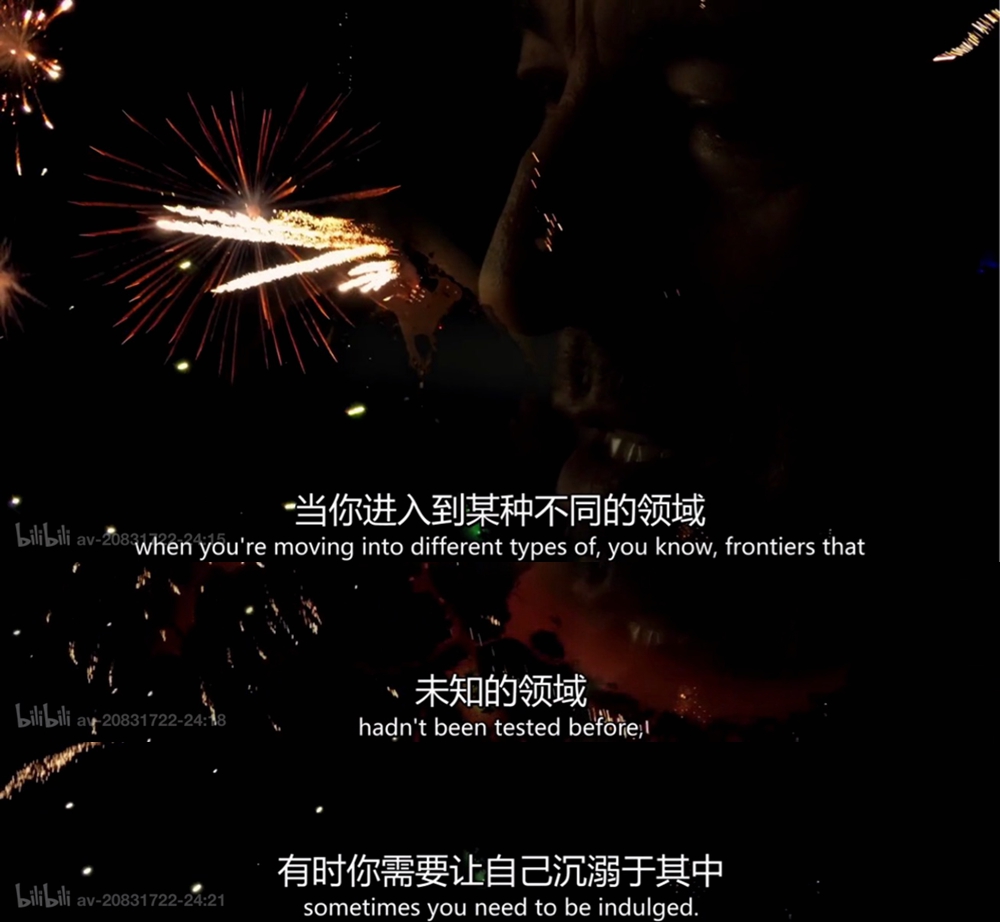 当你进入到某种不同的领域
bilibili av-20831722-24:15
when you're moving into different types of, you know, frontiers that
未知的领域
bilibili av-20831722-24:18
hadn't been tested before,
有时你需要让自己沉溺于其中
bilibili av-20831722-24:21
sometimes you need to be indulged.